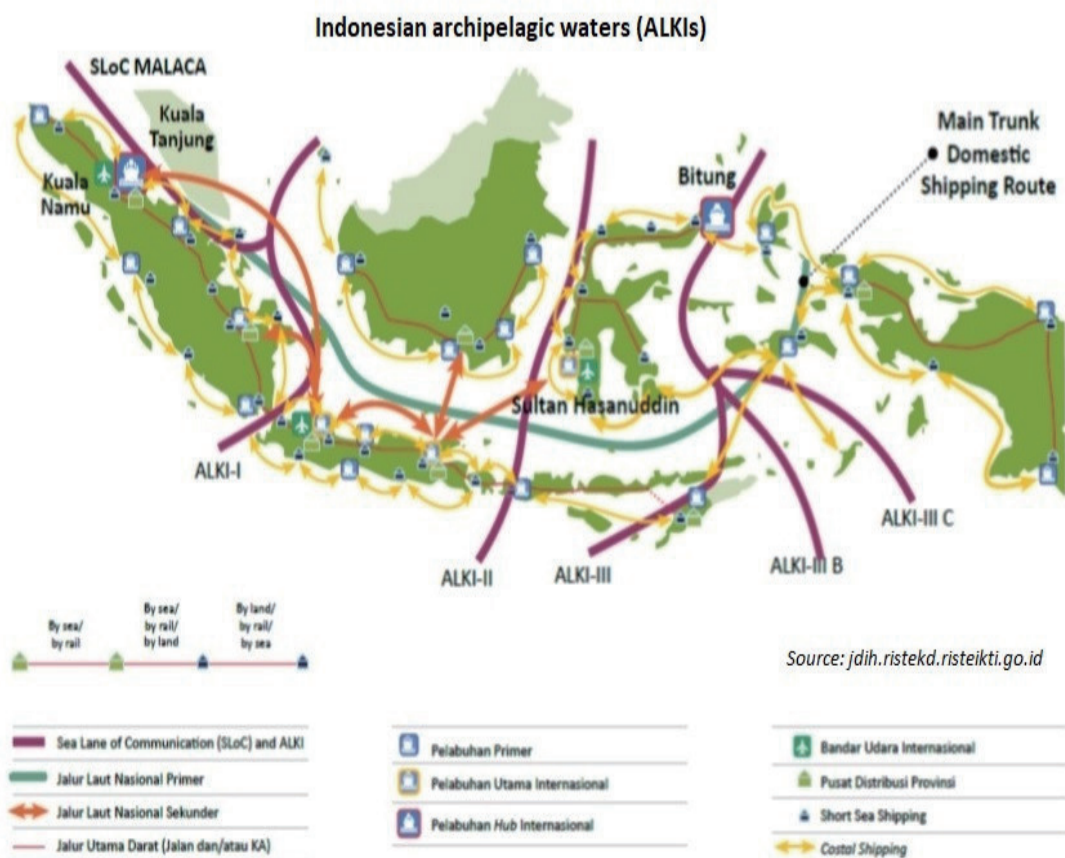 Indonesian archipelagic waters (ALKIs)
SLoC MALACA
Kuala
Tanjung
Kuala
Namu
Bitung
Main Trunk
Domestic
Shipping Route
Sultan Hasanuddin
ALKI-I
ALKI-II
ALKI-III
ALKI-III B
ALKI-III C
By sea/
by rail
By sea/
by rail/
by land
By land/
by rail/
by sea
Source: jdih.ristekd.risteikti.go.id
Sea Lane of Communication (SLoC) and ALKI
Jalur Laut Nasional Primer
Jalur Laut Nasional Sekunder
Jalur Utama Darat (Jalan dan/atau KA)
Pelabuhan Primer
Pelabuhan Utama Internasional
Pelabuhan Hub Internasional
Bandar Udara Internasional
Pusat Distribusi Provinsi
Short Sea Shipping
Costal Shipping